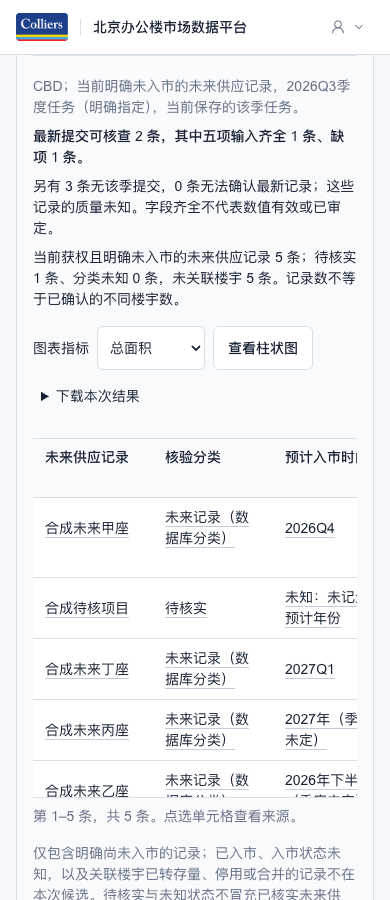 Colliers 北京办公楼市场数据平台
CBD；当前明确未入市的未来供应记录，2026Q3季
度任务（明确指定），当前保存的该季任务。
最新提交可核查 2 条，其中五项输入齐全 1 条、缺
项 1 条。
另有 3 条无该季提交，0 条无法确认最新记录；这些
记录的质量未知。字段齐全不代表数值有效或已审
定。
当前获权且明确未入市的未来供应记录 5 条；待核实
1 条、分类未知 0 条，未关联楼宇 5 条。记录数不等
于已确认的不同楼宇数。
图表指标 总面积 查看柱状图
下载本次结果
未来供应记录 核验分类 预计入市时
合成未来甲座 未来记录（数
据库分类） 2026Q4
合成待核项目 待核实 未知：未记
预计年份
合成未来丁座 未来记录（数
据库分类） 2027Q1
合成未来丙座 未来记录（数
据库分类） 2027年（季
未定）
合成未来乙座 未来记录（数 2026年下半
第 1–5 条，共 5 条。点选单元格查看来源。
仅包含明确尚未入市的记录；已入市、入市状态未
知，以及关联楼宇已转存量、停用或合并的记录不在
本次候选。待核实与未知状态不冒充已核实未来供